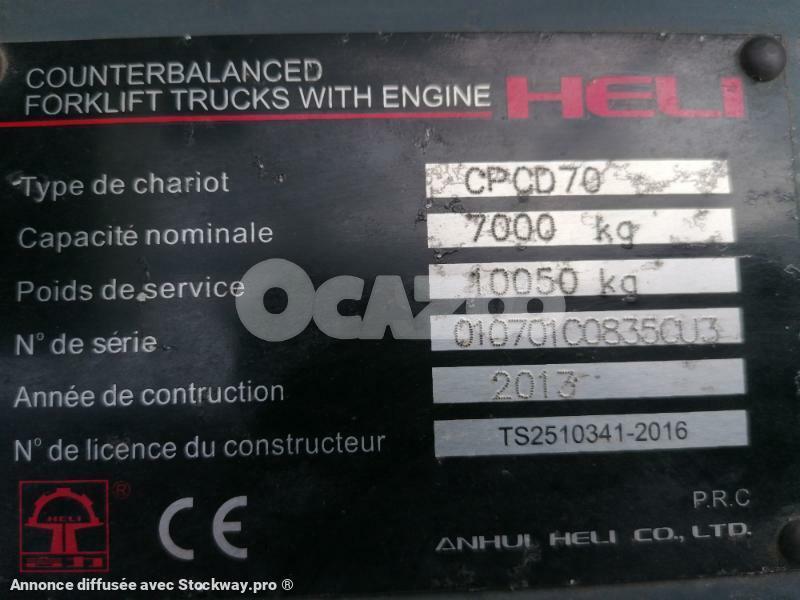 COUNTERBALANCED
FORKLIFT TRUCKS WITH ENGINE HELI
Type de chariot CPCD70
Capacité nominale 7000 kg
Poids de service 10050 kg
OCAZOO
N° de série 010701C0835CU3
Année de contruction 2013
N° de licence du constructeur TS2510341-2016
HELI ®
CE
P.R.C
ANHUI HELI CO., LTD.
Annonce diffusée avec Stockway.pro ®